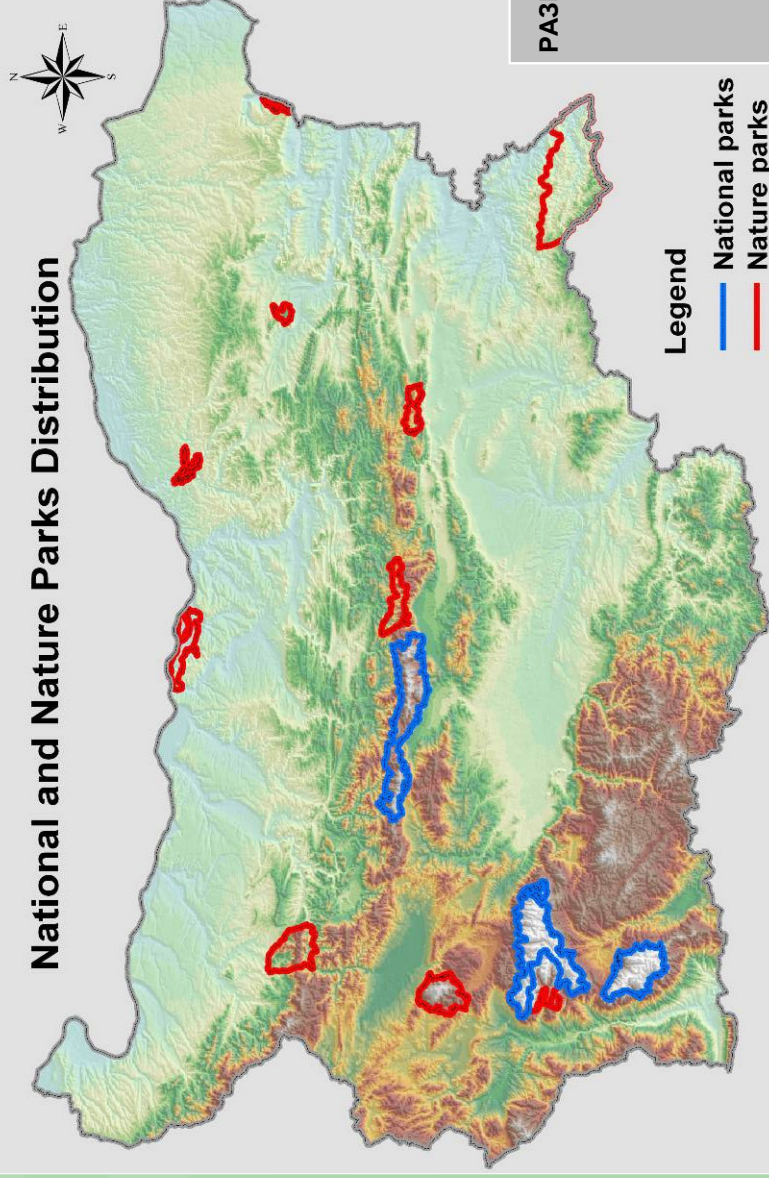 National and Nature Parks Distribution
N
W
E
S
PA3
Legend
National parks
Nature parks